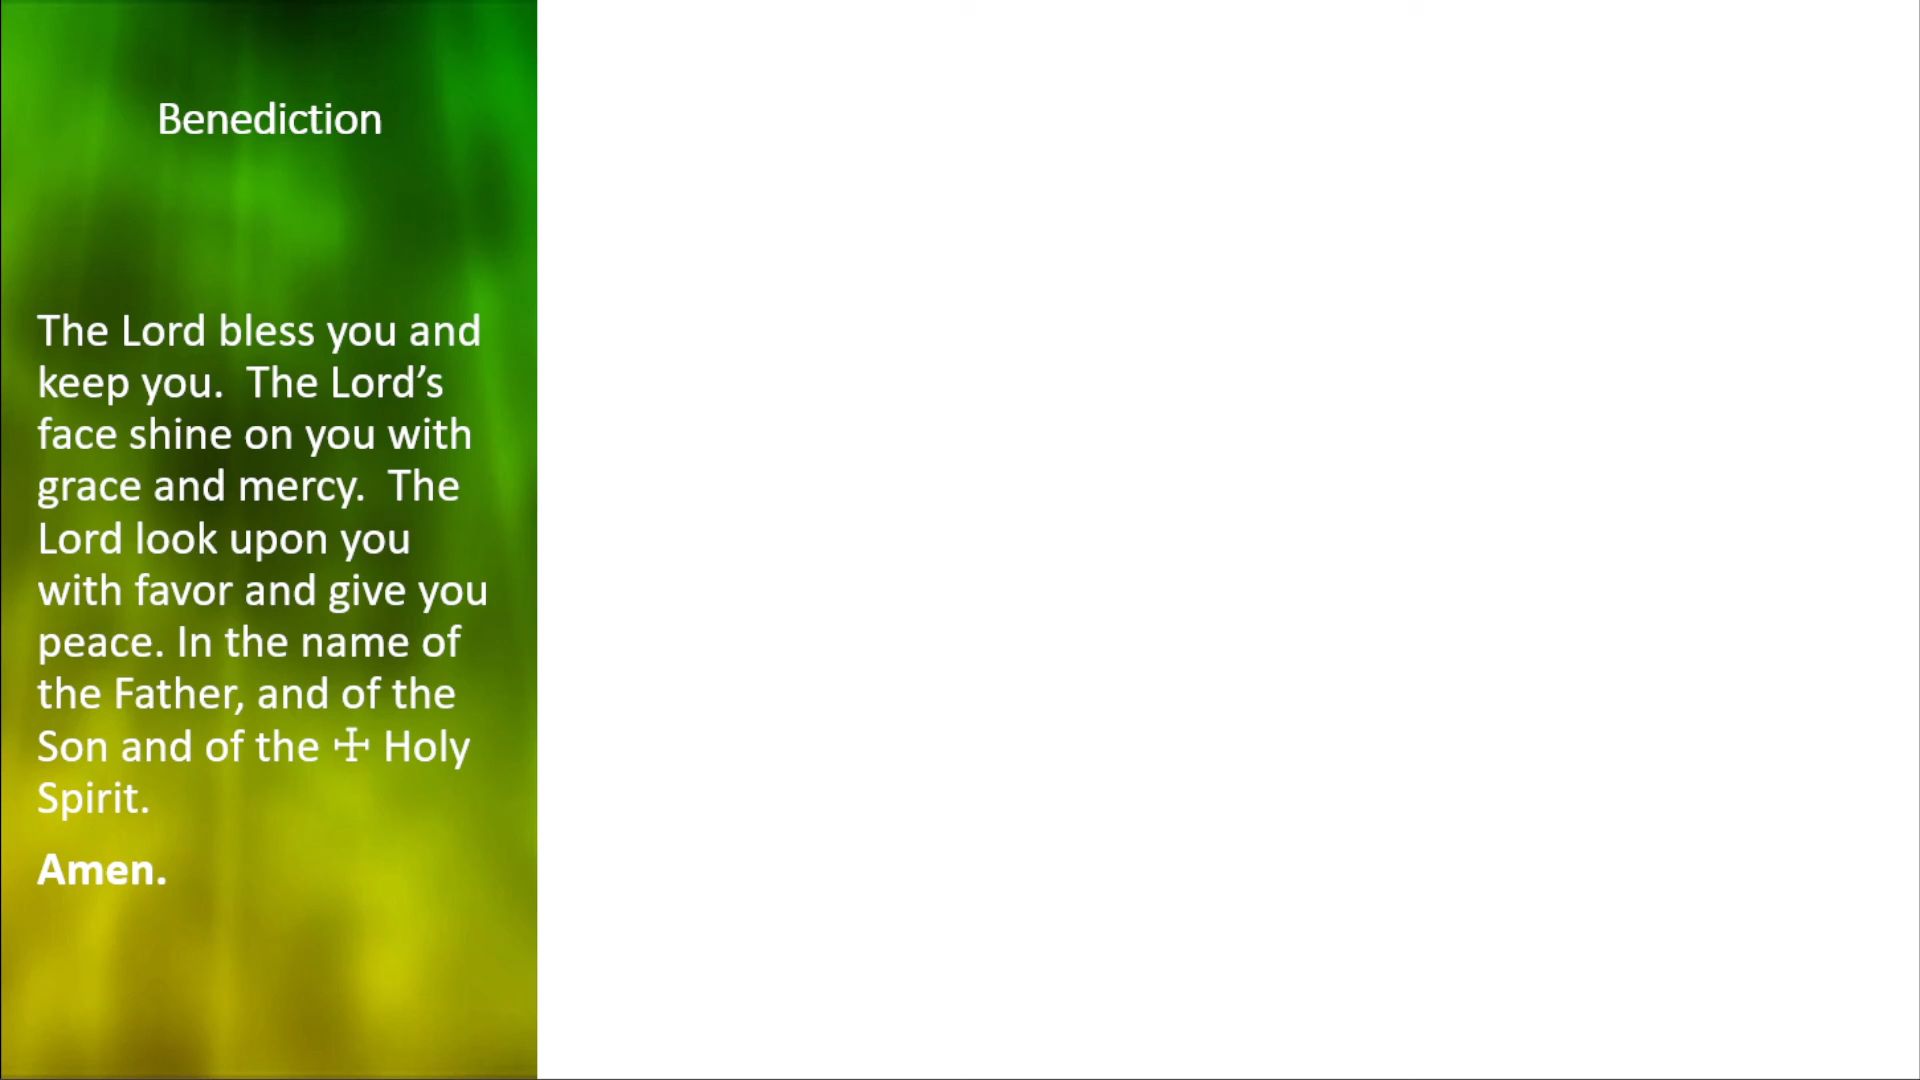 Benediction
The Lord bless you and
keep you.  The Lord’s
face shine on you with
grace and mercy.  The
Lord look upon you
with favor and give you
peace. In the name of
the Father, and of the
Son and of the ☩ Holy
Spirit.
Amen.